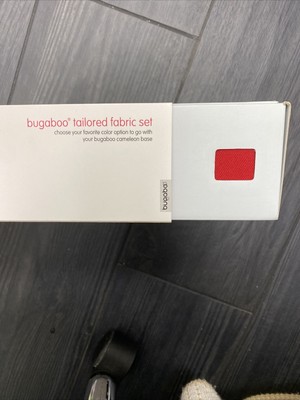 bugaboo® tailored fabric set
choose your favorite color option to go with
your bugaboo cameleon base
bugaboo